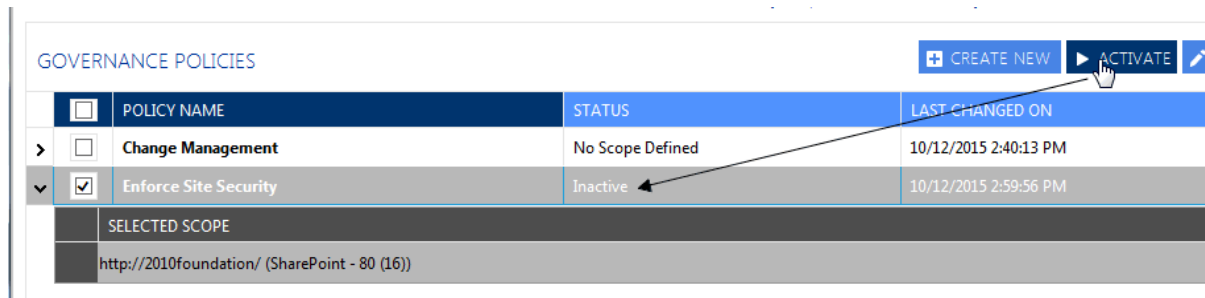 GOVERNANCE POLICIES
CREATE NEW
ACTIVATE
POLICY NAME STATUS LAST CHANGED ON
Change Management No Scope Defined 10/12/2015 2:40:13 PM
Enforce Site Security Inactive 10/12/2015 2:59:56 PM
SELECTED SCOPE
http://2010foundation/ (SharePoint - 80 (16))